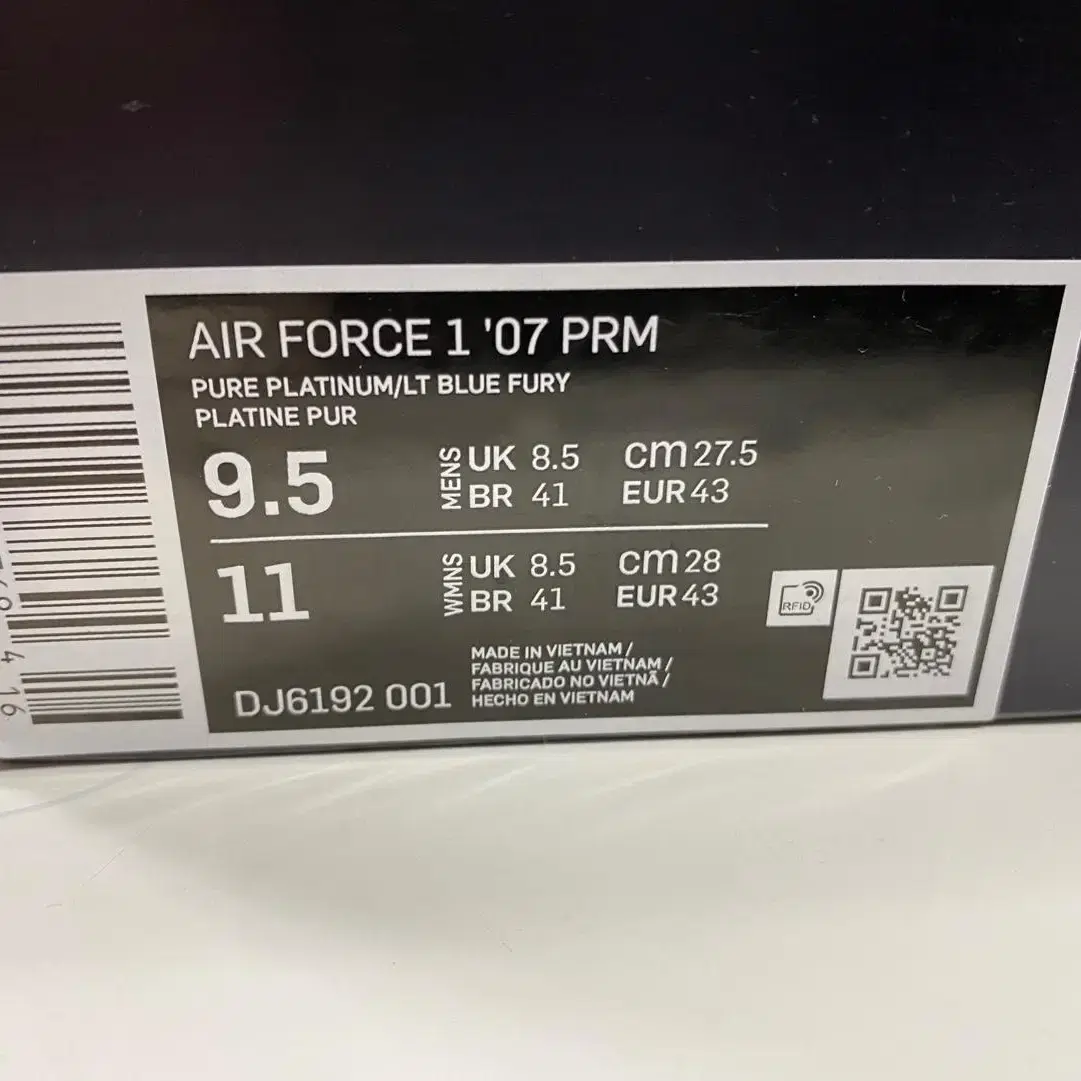 AIR FORCE 1 '07 PRM
PURE PLATINUM/LT BLUE FURY
PLATINE PUR
9.5 MENS UK 8.5 cm 27.5
BR 41 EUR 43
11 WMNS UK 8.5 cm 28
BR 41 EUR 43
MADE IN VIETNAM /
FABRIQUE AU VIETNAM /
FABRICADO NO VIETNÃ /
HECHO EN VIETNAM
DJ6192 001
RFID
416